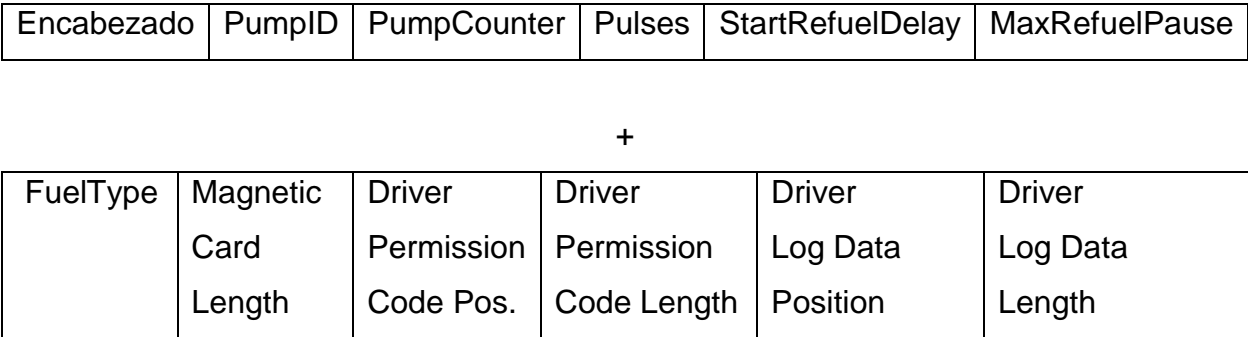 Encabezado PumpID PumpCounter Pulses StartRefuelDelay MaxRefuelPause
+
FuelType Magnetic Driver Driver Driver Driver
Card Permission Permission Log Data Log Data
Length Code Pos. Code Length Position Length